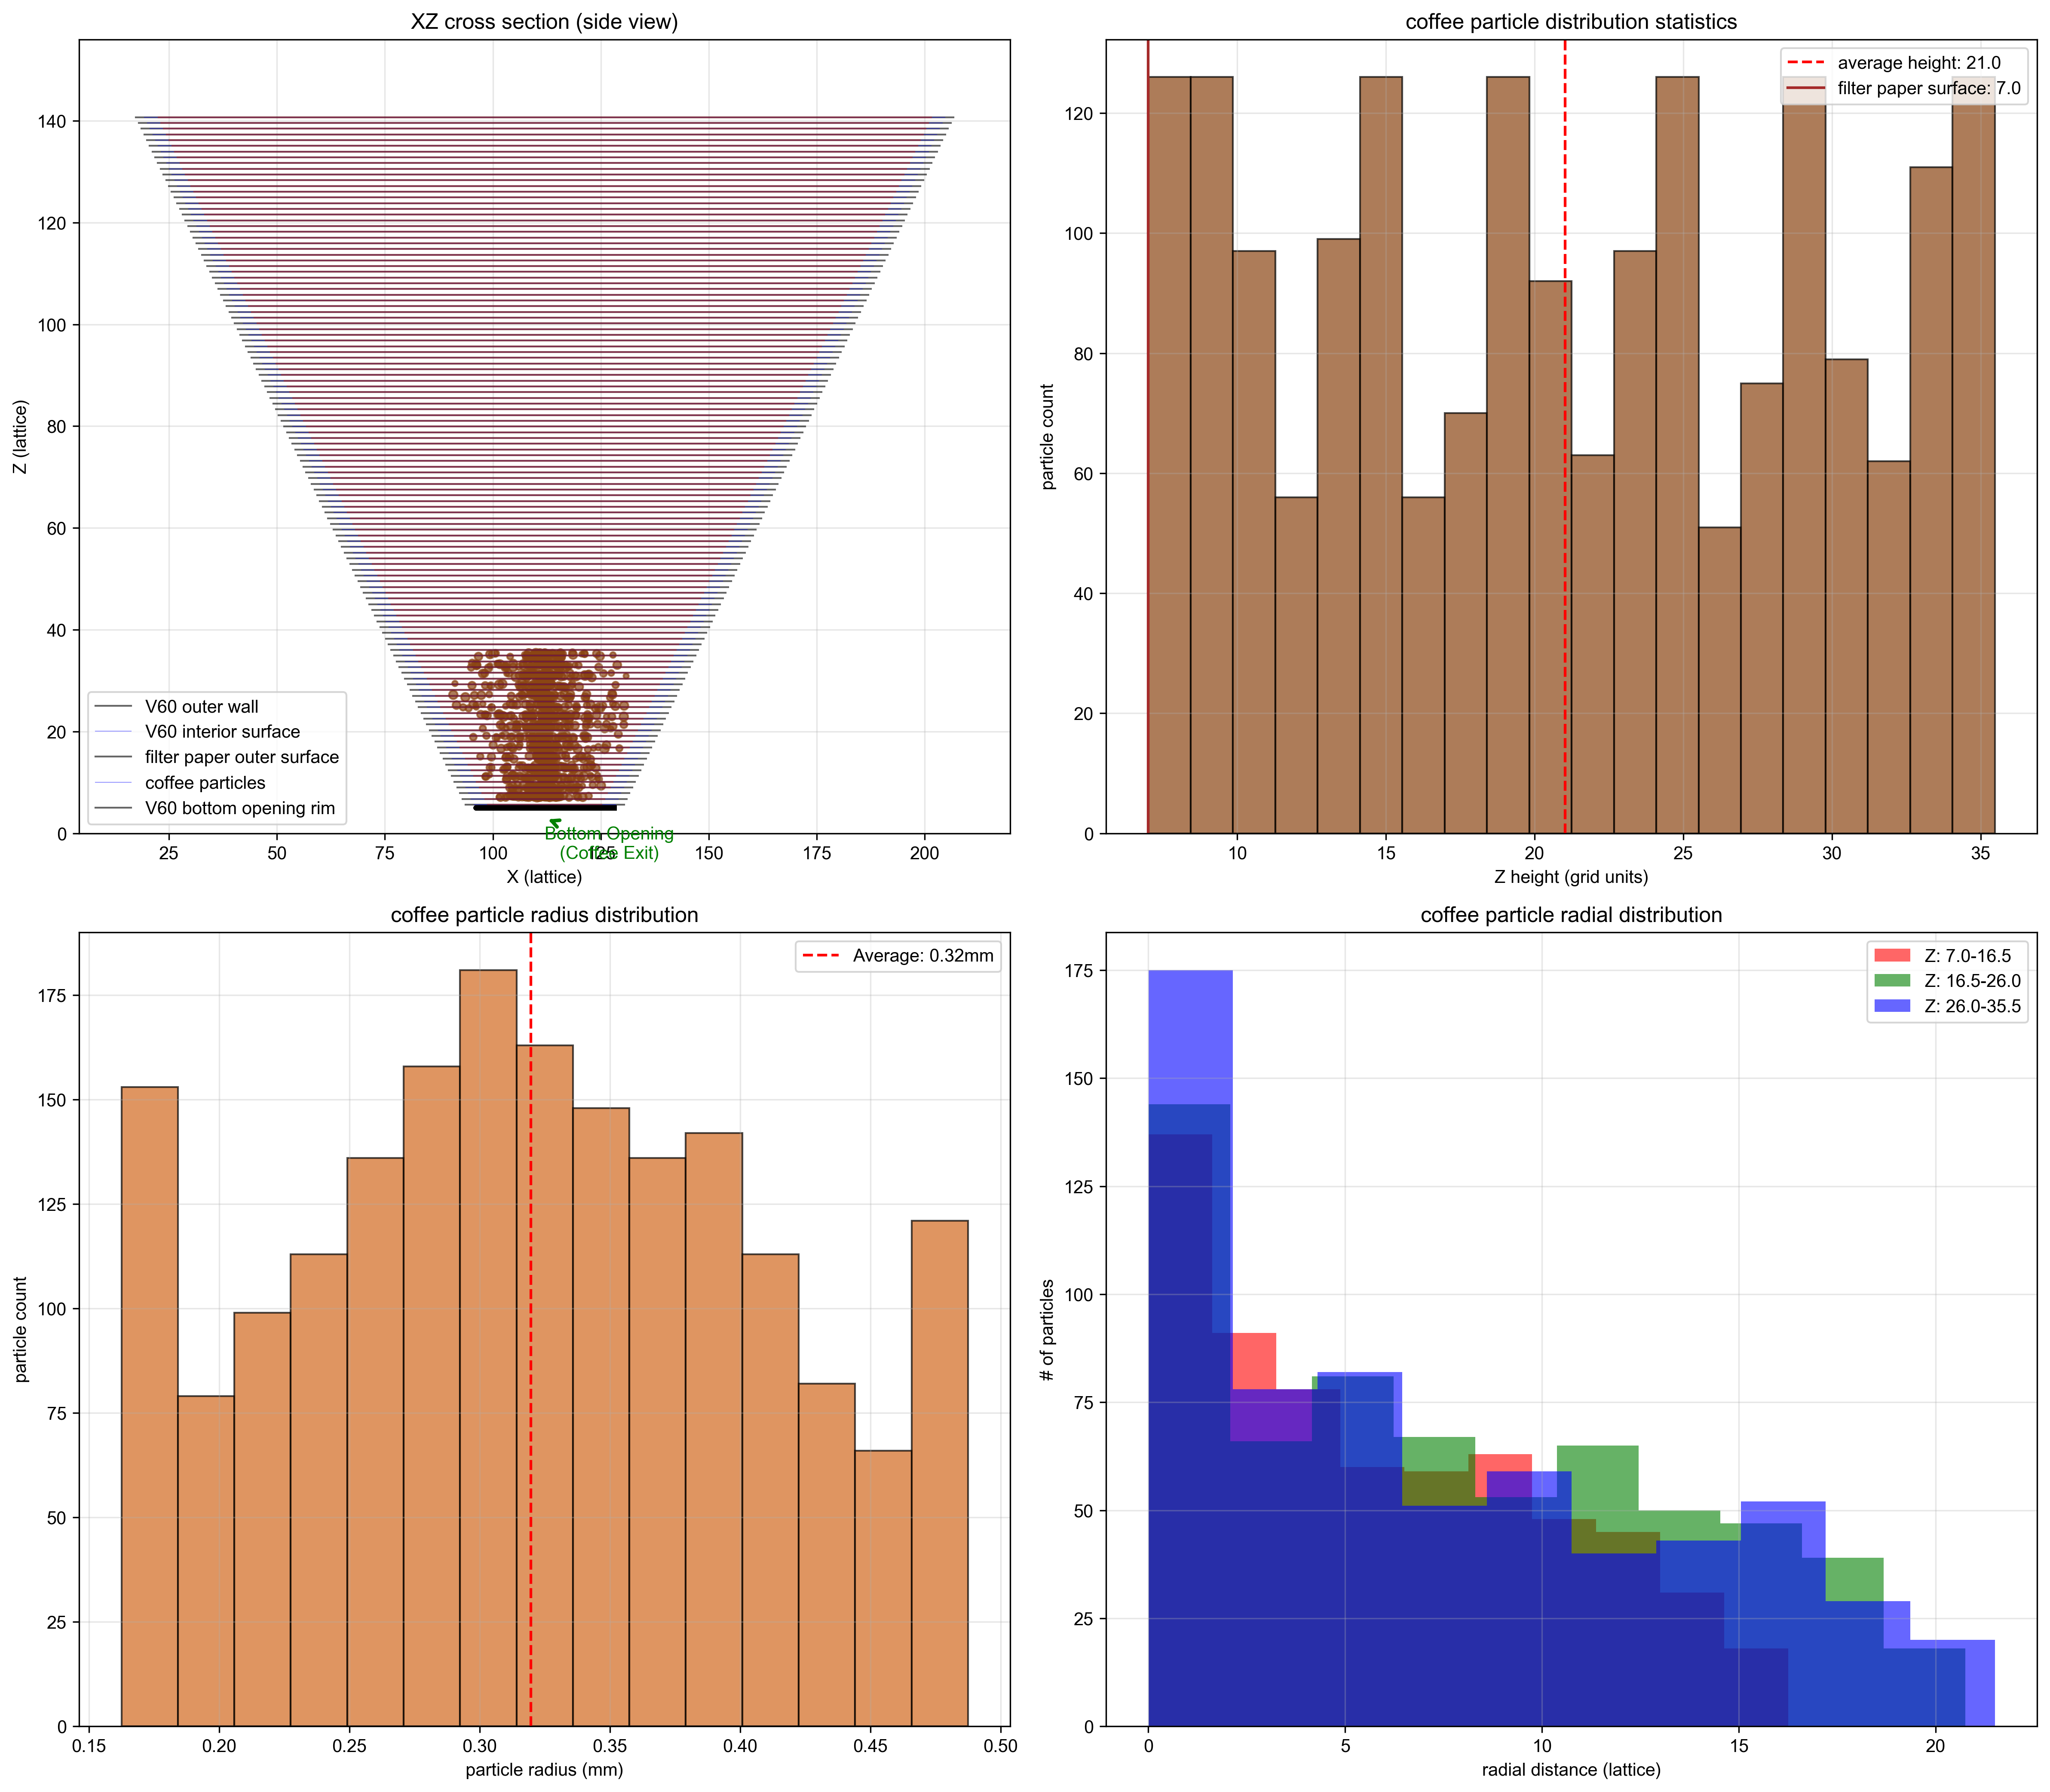 XZ cross section (side view)
Z (lattice)
140
120
100
80
60
40
20
0
V60 outer wall
V60 interior surface
filter paper outer surface
coffee particles
V60 bottom opening rim
Bottom Opening
(Coffee Exit)
25 50 75 100 125 150 175 200
X (lattice)
coffee particle distribution statistics
particle count
120
100
80
60
40
20
0
average height: 21.0
filter paper surface: 7.0
10 15 20 25 30 35
Z height (grid units)
coffee particle radius distribution
particle count
175
150
125
100
75
50
25
0
Average: 0.32mm
0.15 0.20 0.25 0.30 0.35 0.40 0.45 0.50
particle radius (mm)
coffee particle radial distribution
# of particles
175
150
125
100
75
50
25
0
Z: 7.0-16.5
Z: 16.5-26.0
Z: 26.0-35.5
0 5 10 15 20
radial distance (lattice)